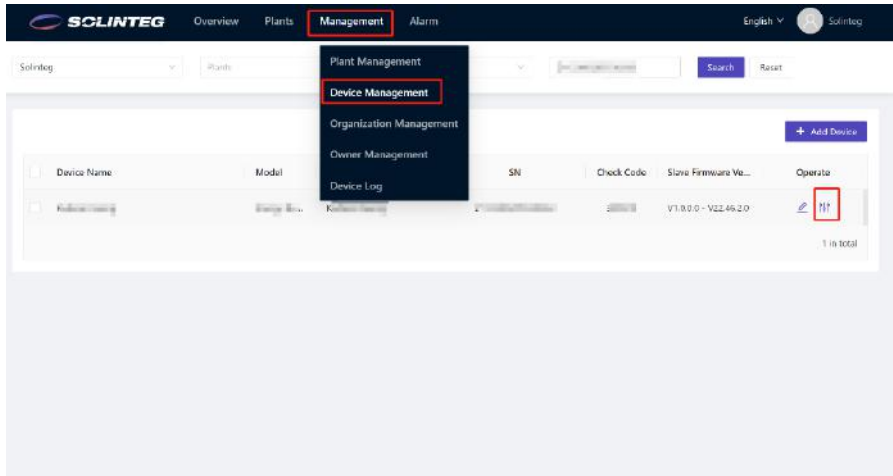 SOLINTEG Overview Plants Management Alarm English Solinteg
Solinteg Plants Search Reset
Plant Management
Device Management
Organization Management
Owner Management
Device Log
+ Add Device
Device Name Model SN Check Code Slave Firmware Ve... Operate
V1.0.0.0 - V22.46.2.0
1 in total